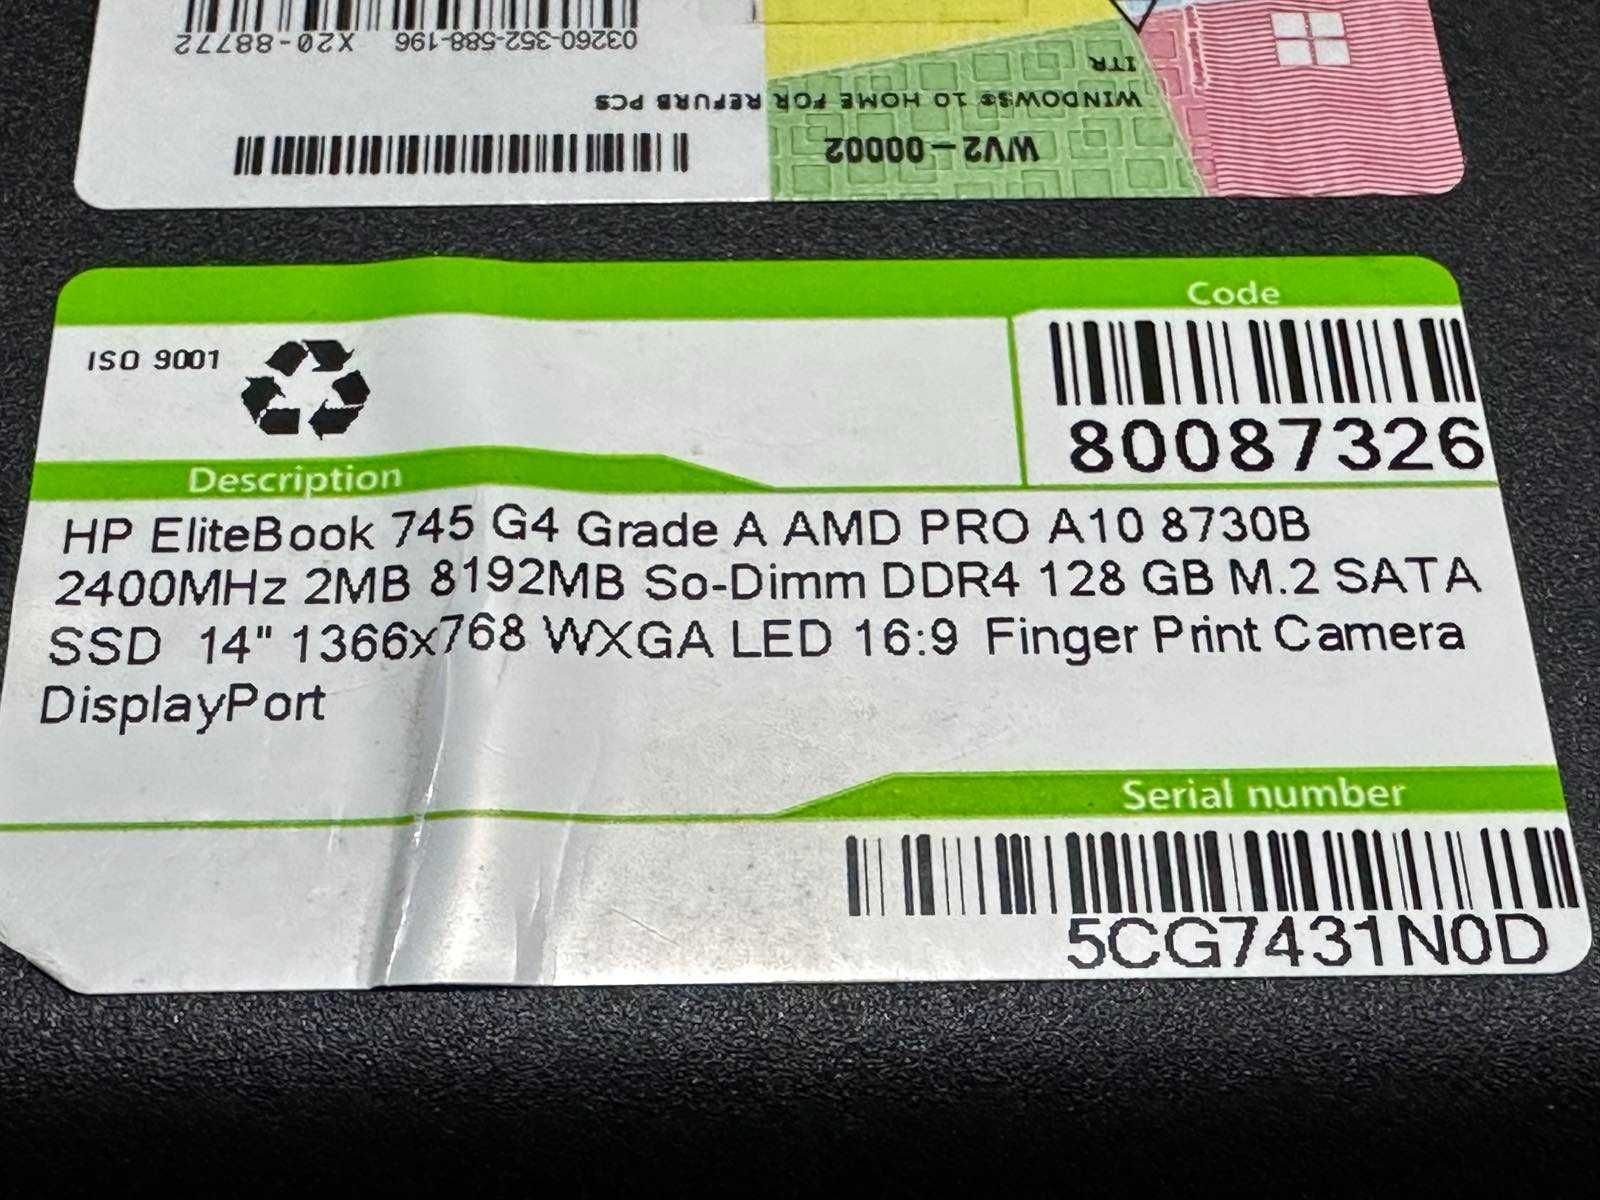 03260-352-588-196 X20-88772
ITR
WINDOWS® 10 HOME FOR REFURB PCS
WV2-00002
Code
ISO 9001
80087326
Description
HP EliteBook 745 G4 Grade A AMD PRO A10 8730B
2400MHz 2MB 8192MB So-Dimm DDR4 128 GB M.2 SATA
SSD 14" 1366x768 WXGA LED 16:9 Finger Print Camera
DisplayPort
Serial number
5CG7431N0D